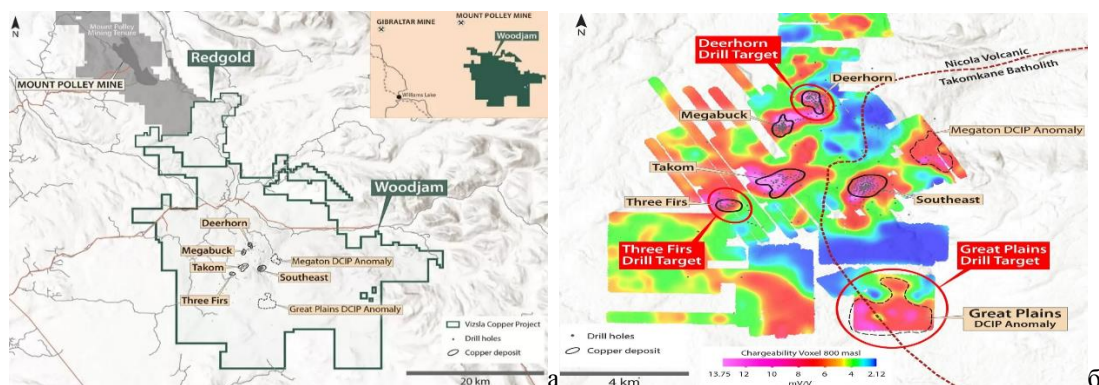 N
Mount Polley
Mining Tenure
MOUNT POLLEY MINE
Redgold
GIBRALTAR MINE
MOUNT POLLEY MINE
Woodjam
Williams Lake
Woodjam
Deerhorn
Megabuck
Takom
Three Firs
Megaton DCIP Anomaly
Southeast
Great Plains DCIP Anomaly
Vizsla Copper Project
Drill holes
Copper deposit
20 km
а
N
Deerhorn
Drill Target
Deerhorn
Nicola Volcanic
Takomkane Batholith
Megabuck
Megaton DCIP Anomaly
Takom
Three Firs
Southeast
Three Firs
Drill Target
Great Plains
Drill Target
Great Plains
DCIP Anomaly
Drill holes
Copper deposit
4 km
Chargeability Voxel 800 masl
13.75 12 10 8 6 4 2.12
mV/V
б